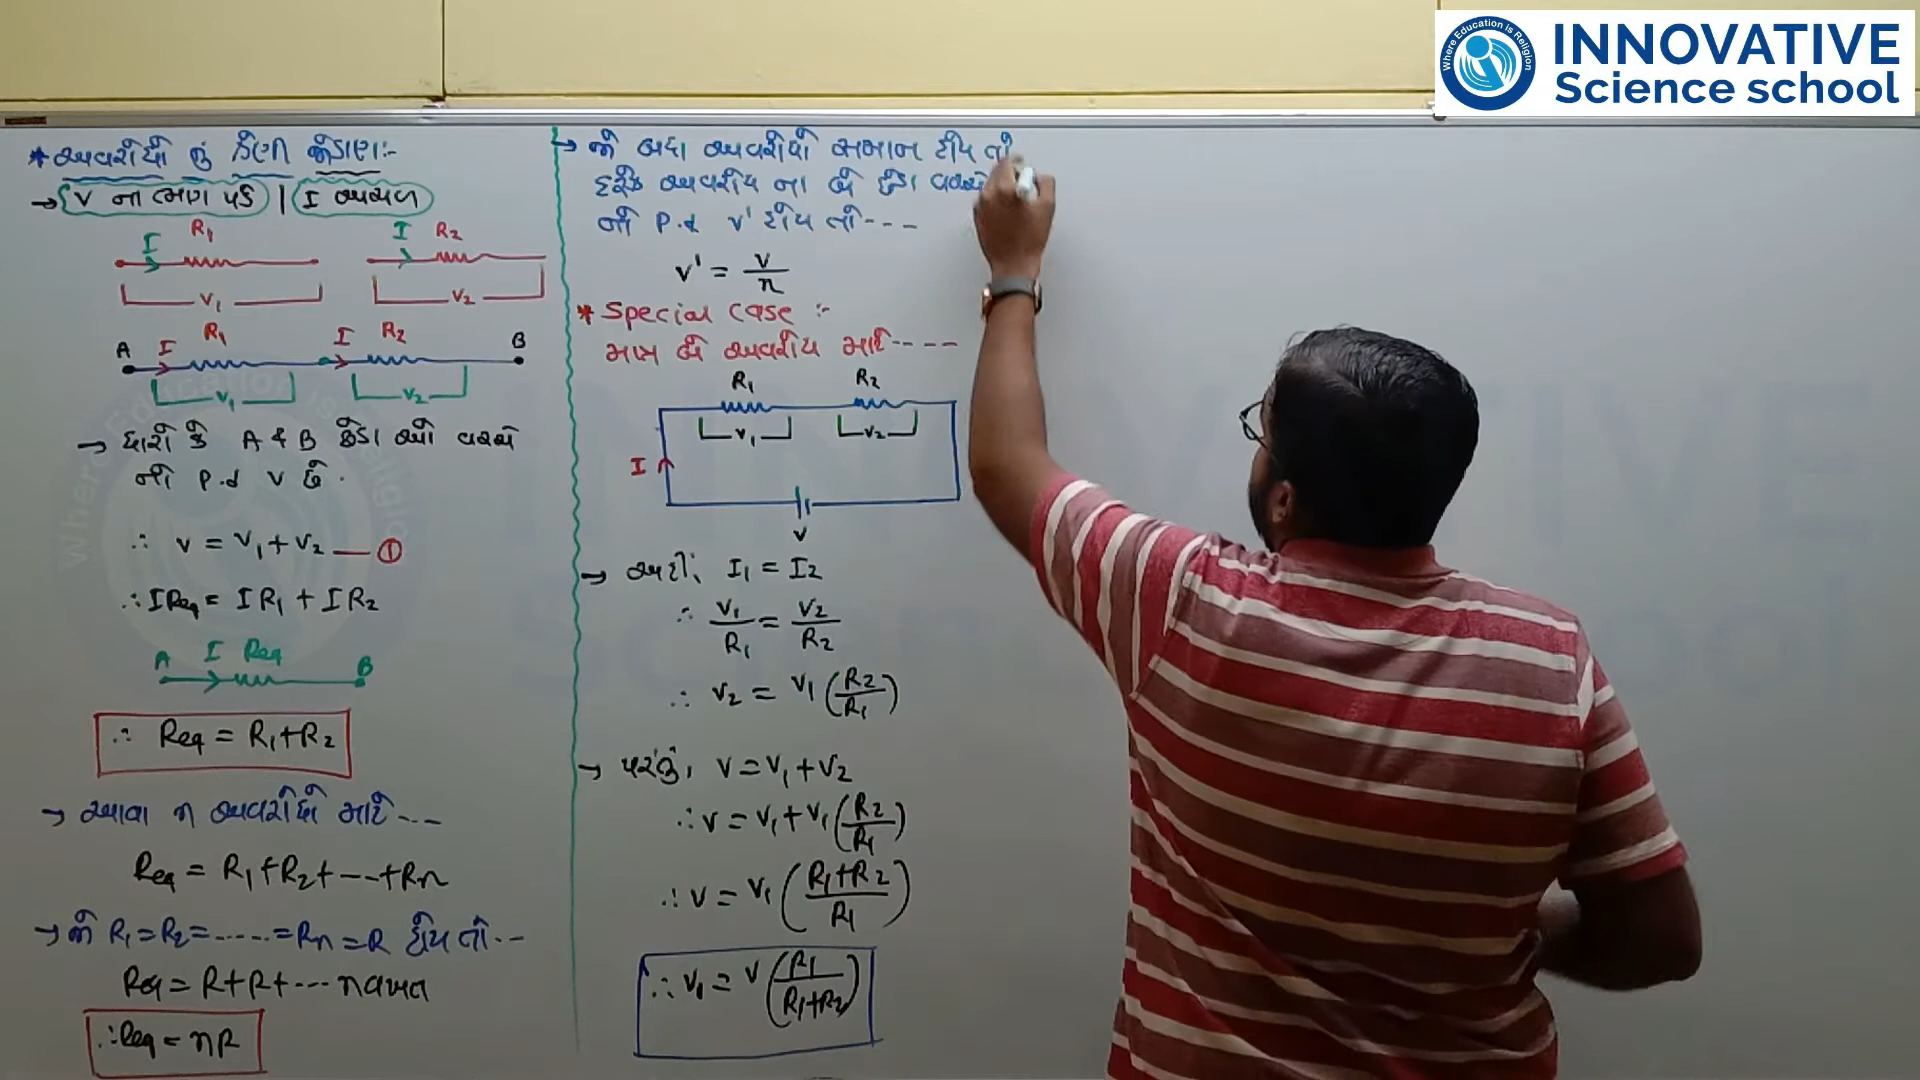 * અવરોધો નું શ્રેણી જોડાણ:-
→ V ના ભાગ પડે | I અચળ
I R₁ I R₂
V₁ V₂
A I R₁ I R₂ B
V₁ V₂
→ ધારો કે A & B છેડા ઓ વચ્ચે
નો P.d V છે.
∴ V = V₁ + V₂ — ①
∴ IReq = IR₁ + IR₂
A I Req B
∴ Req = R₁+R₂
→ આવા n અવરોધો માટે ---
Req = R₁+R₂+---+Rn
→ જો R₁=R₂=.....=Rn=R હોય તો --
Req = R+R+--- n વખત
∴ Req = nR
→ જો બધા અવરોધો સમાન હોય તો
દરેક અવરોધ ના બે છેડા વચ્ચે
નો P.d V' હોય તો ---
V' = V/n
* Special case :-
માત્ર બે અવરોધ માટે ----
R₁ R₂
V₁ V₂
I
V
→ અહીં, I₁ = I₂
∴ V₁/R₁ = V₂/R₂
∴ V₂ = V₁ (R₂/R₁)
→ પરંતુ, V = V₁ + V₂
∴ V = V₁ + V₁ (R₂/R₁)
∴ V = V₁ ((R₁+R₂)/R₁)
∴ V₁ = V (R₁/(R₁+R₂))
Where Education is Religion
INNOVATIVE
Science school